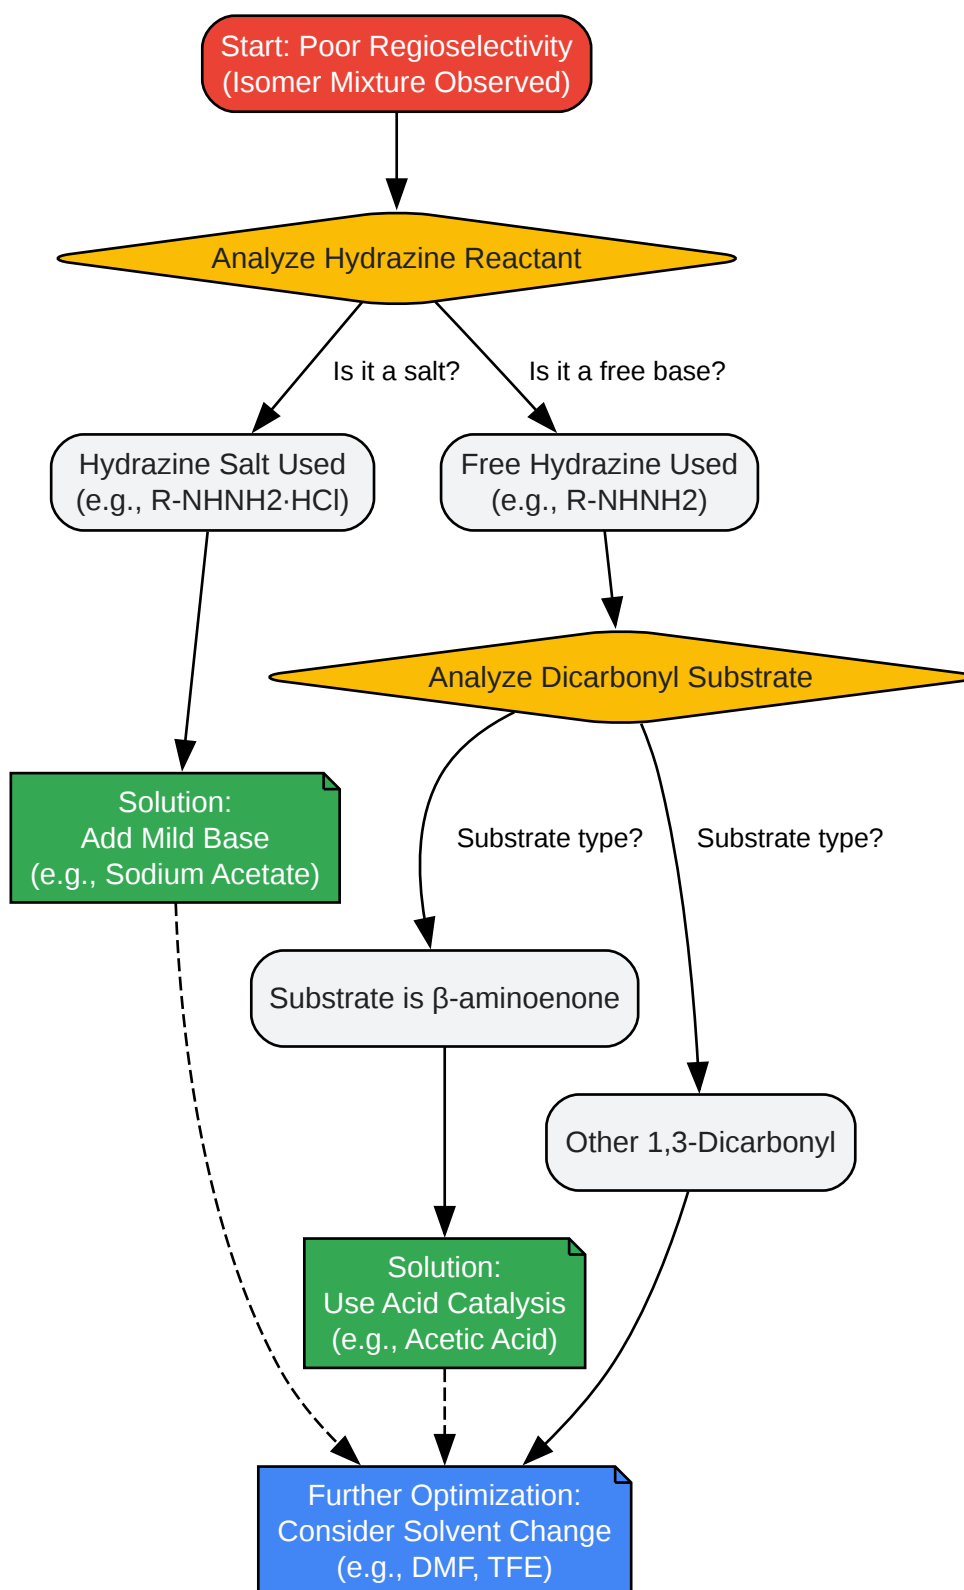 Start: Poor Regioselectivity
(Isomer Mixture Observed)
Analyze Hydrazine Reactant
Is it a salt?
Is it a free base?
Hydrazine Salt Used
(e.g., R-NHNH2·HCl)
Free Hydrazine Used
(e.g., R-NHNH2)
Analyze Dicarbonyl Substrate
Solution:
Add Mild Base
(e.g., Sodium Acetate)
Substrate type?
Substrate type?
Substrate is β-aminoenone
Other 1,3-Dicarbonyl
Solution:
Use Acid Catalysis
(e.g., Acetic Acid)
Further Optimization:
Consider Solvent Change
(e.g., DMF, TFE)